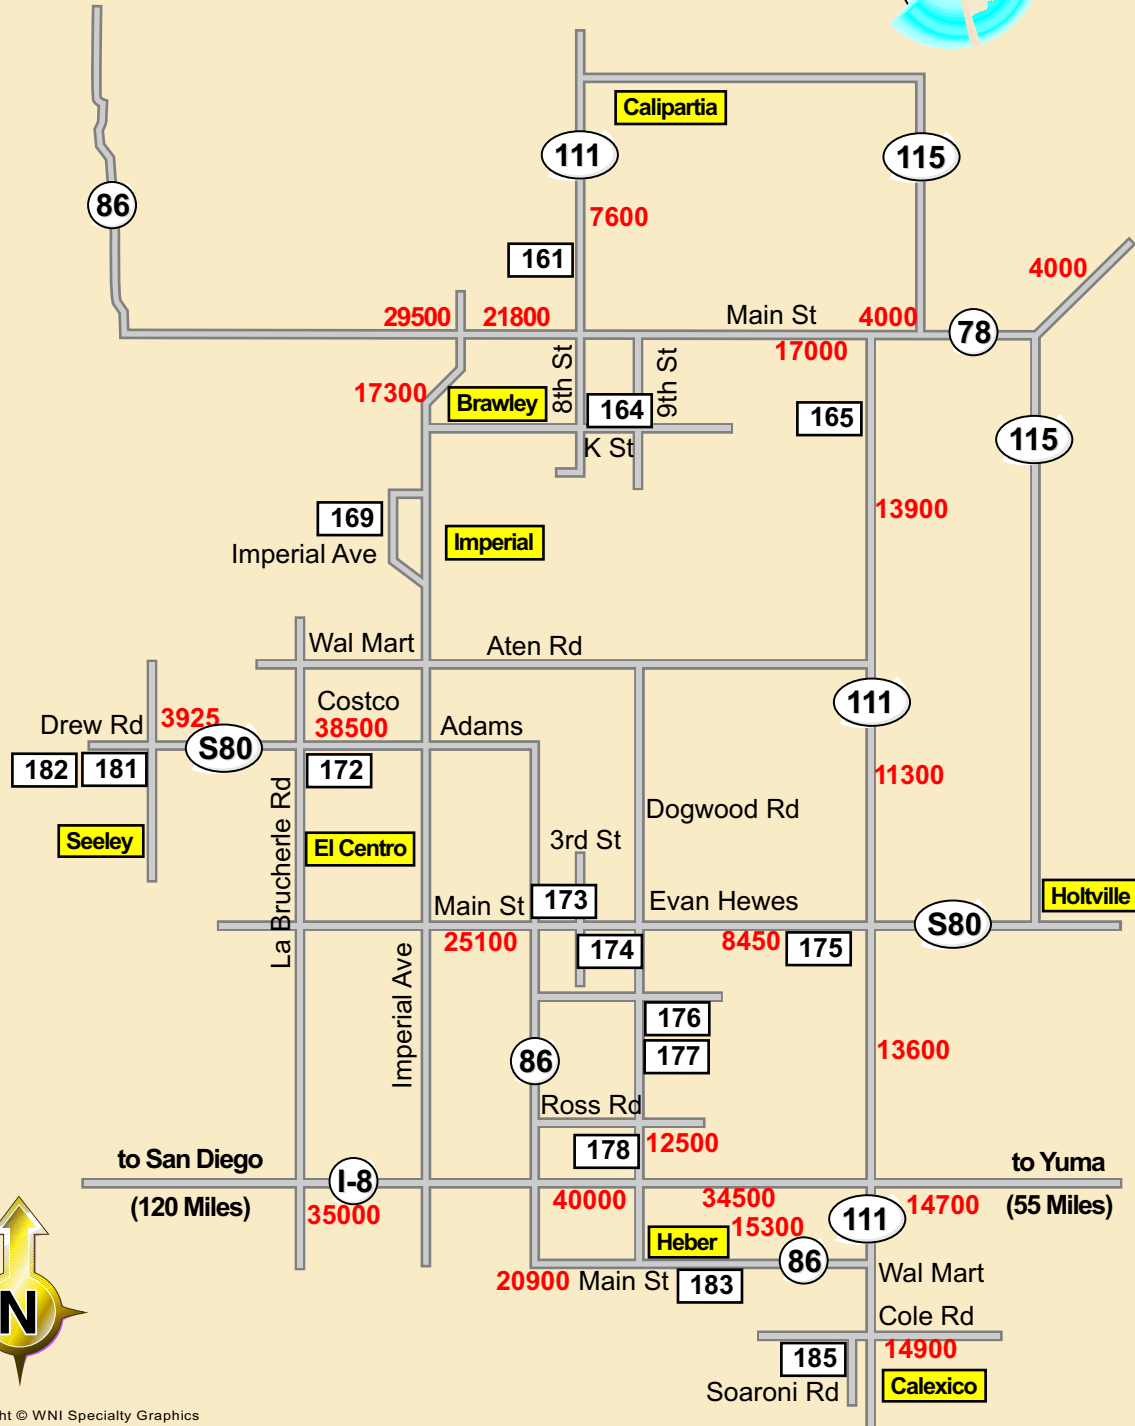 Calipartia
111
115
86
7600
161
4000
29500
21800
Main St
4000
78
17000
17300
Brawley
8th St
164
9th St
165
115
K St
169
13900
Imperial
Imperial Ave
Wal Mart
Aten Rd
Costco
111
Drew Rd
3925
38500
Adams
S80
182
181
172
11300
La Brucherle Rd
Dogwood Rd
Seeley
El Centro
3rd St
Main St
173
Evan Hewes
Holtville
S80
25100
174
8450
175
Imperial Ave
176
86
177
13600
Ross Rd
12500
178
to San Diego
to Yuma
I-8
(120 Miles)
35000
40000
34500
14700
(55 Miles)
15300
111
Heber
86
20900
Main St
183
Wal Mart
N
Cole Rd
14900
185
Calexico
Soaroni Rd
ht © WNI Specialty Graphics